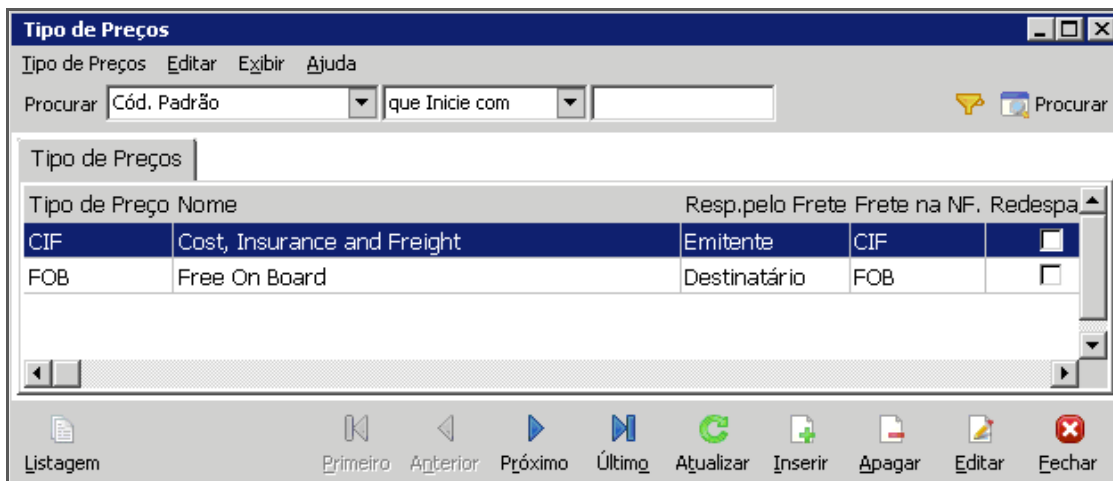 Tipo de Preços
Tipo de Preços Editar Exibir Ajuda
Procurar Cód. Padrão que Inicie com Procurar
Tipo de Preços
Tipo de Preço Nome Resp.pelo Frete Frete na NF. Redespa
CIF Cost, Insurance and Freight Emitente CIF
FOB Free On Board Destinatário FOB
Listagem Primeiro Anterior Próximo Último Atualizar Inserir Apagar Editar Fechar